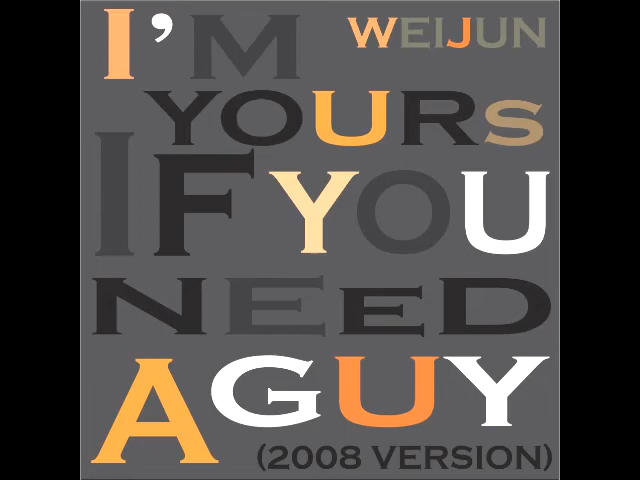 I'M WEIJUN
YOURS
IF YOU
NEED
A GUY
(2008 VERSION)